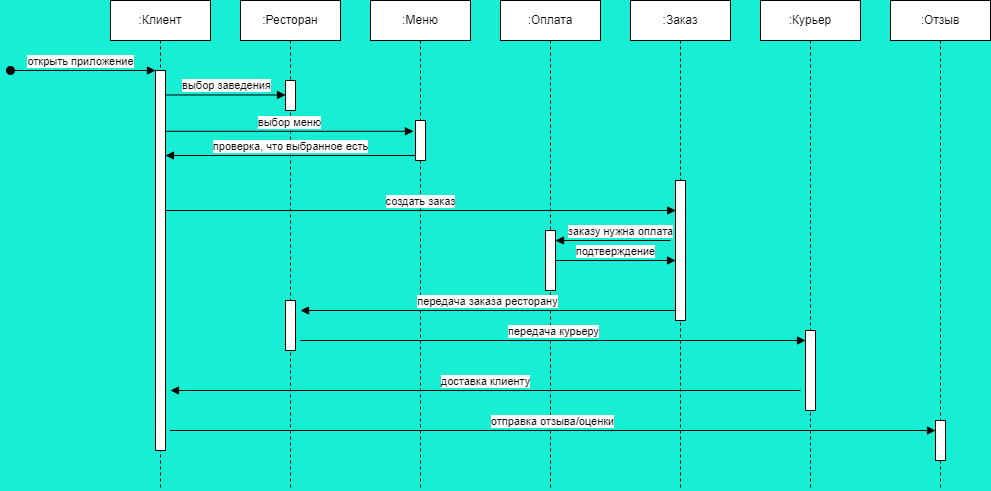 :Клиент
:Ресторан
:Меню
:Оплата
:Заказ
:Курьер
:Отзыв
открыть приложение
выбор заведения
выбор меню
проверка, что выбранное есть
создать заказ
заказу нужна оплата
подтверждение
передача заказа ресторану
передача курьеру
доставка клиенту
отправка отзыва/оценки